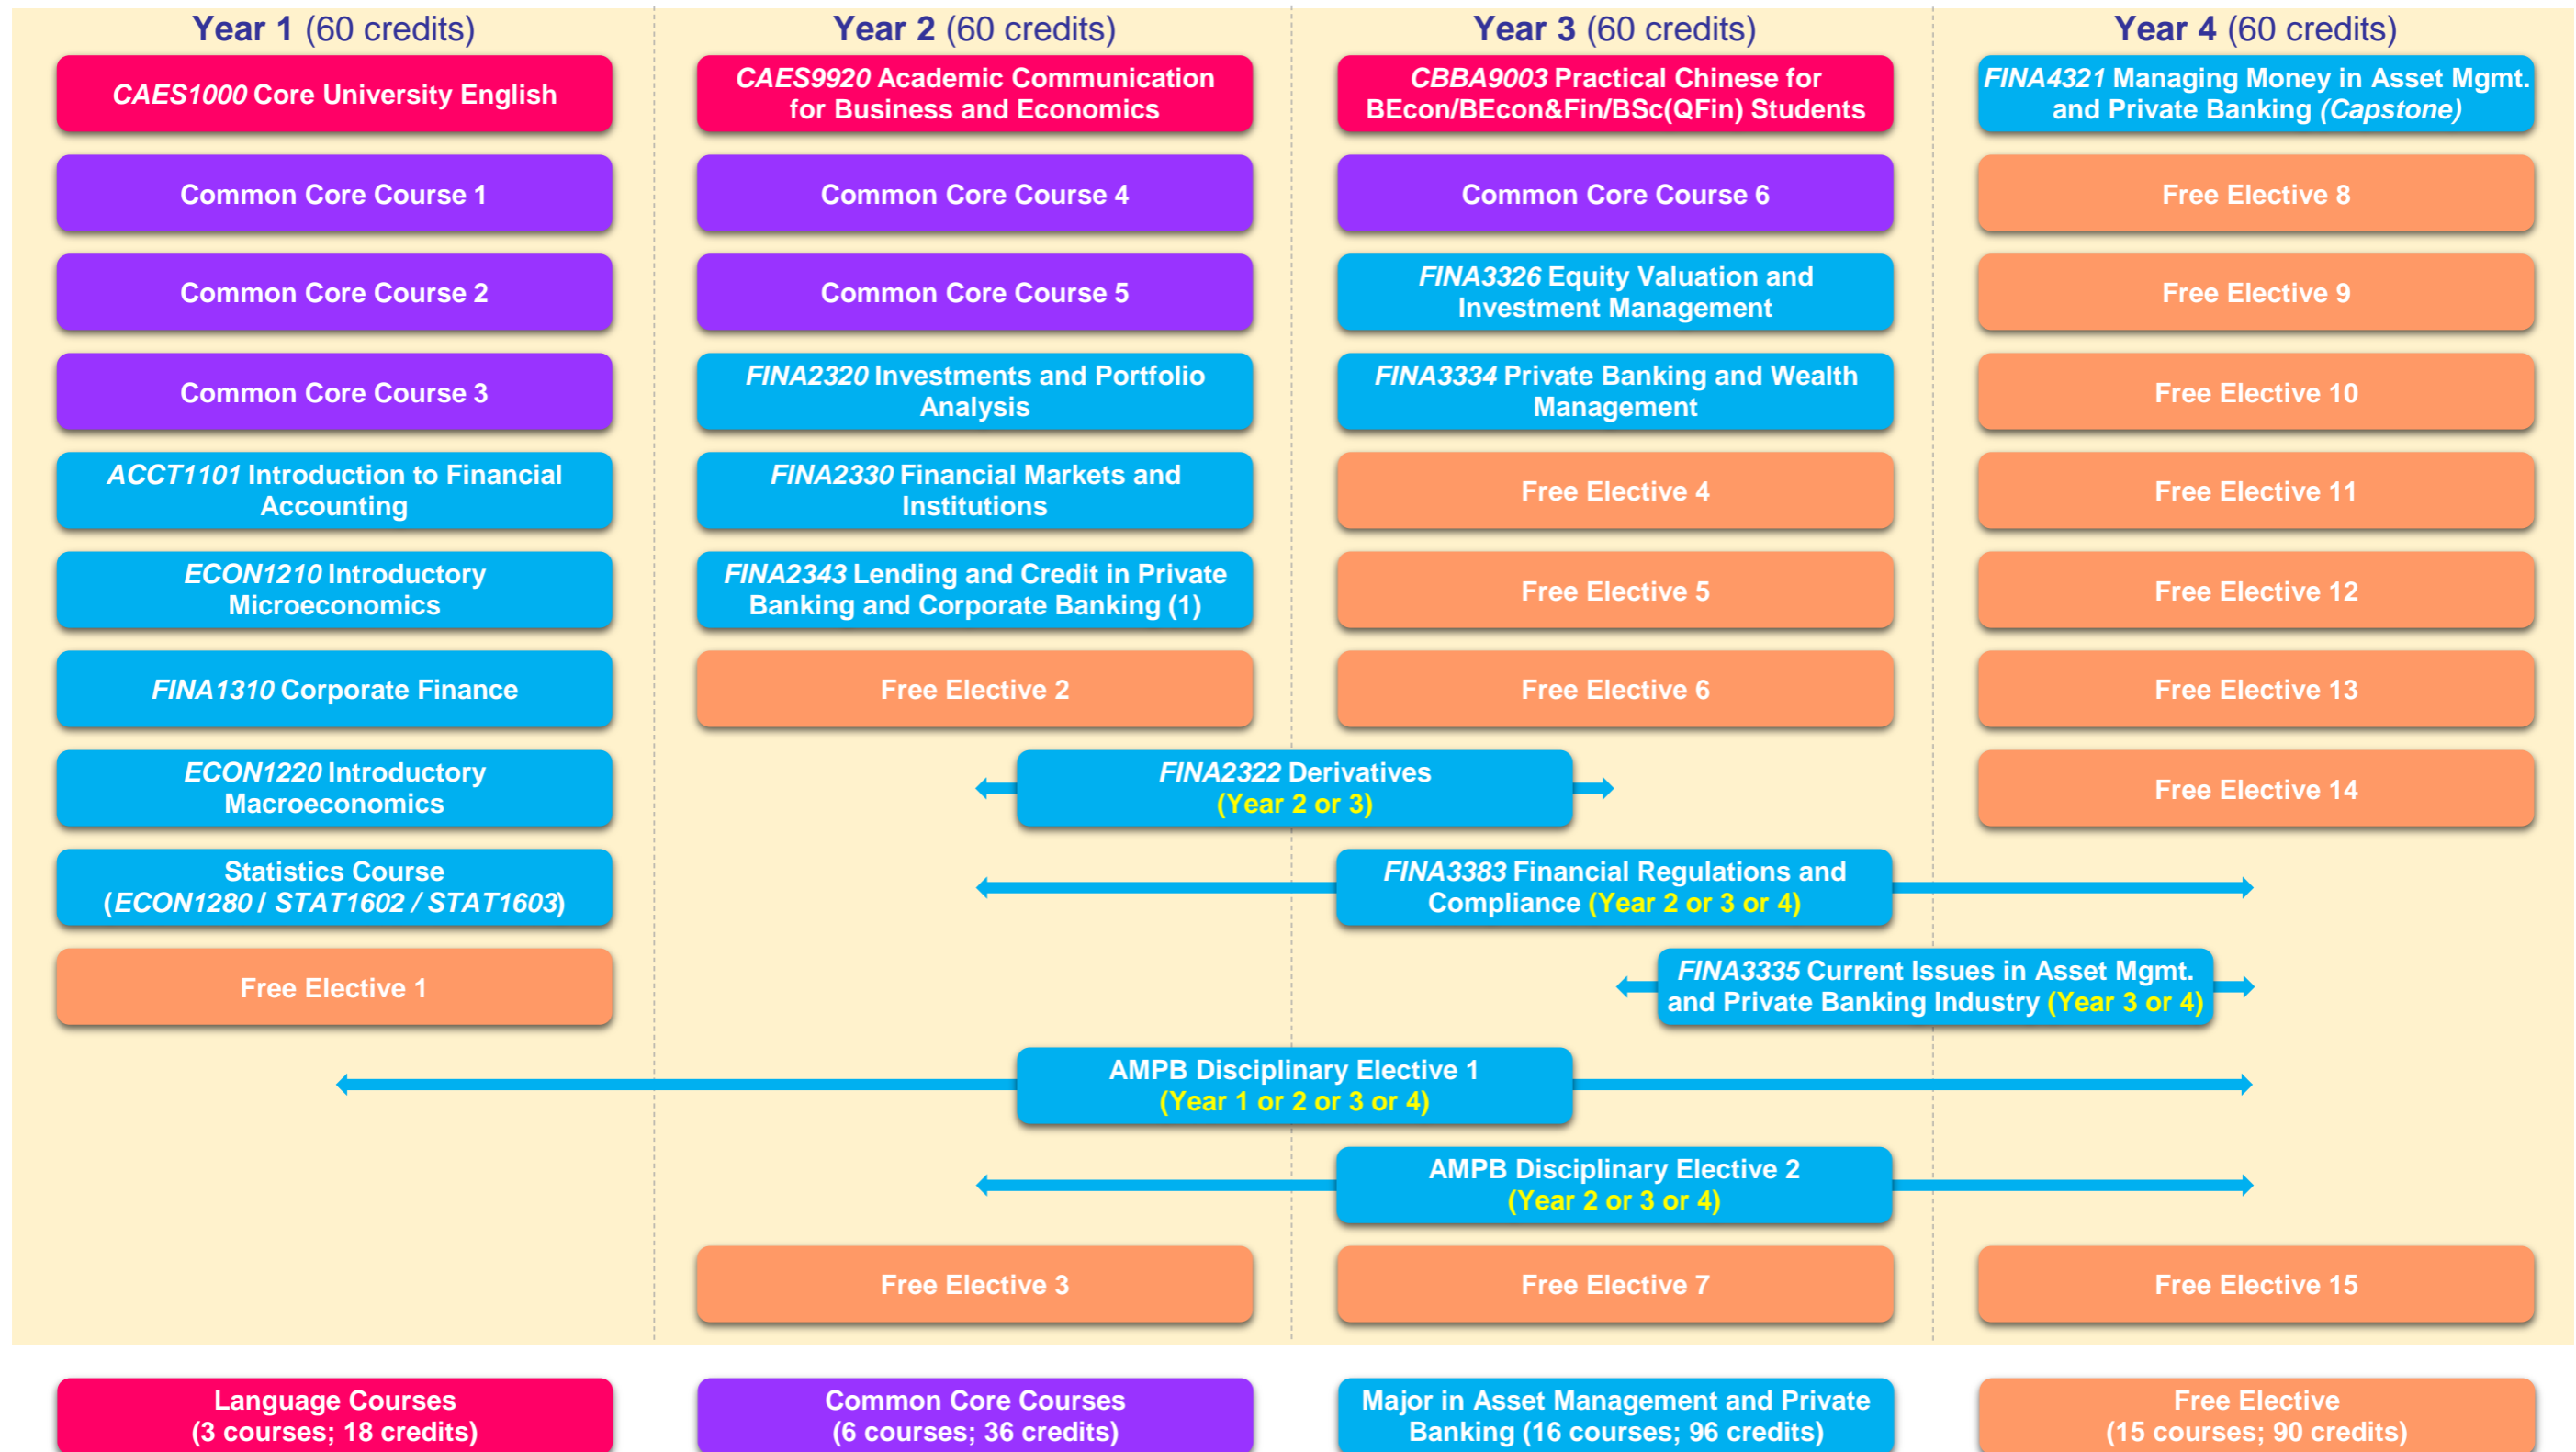 Year 1 (60 credits)
CAES1000 Core University English
Common Core Course 1
Common Core Course 2
Common Core Course 3
ACCT1101 Introduction to Financial
Accounting
ECON1210 Introductory
Microeconomics
FINA1310 Corporate Finance
ECON1220 Introductory
Macroeconomics
Statistics Course
(ECON1280 / STAT1602 / STAT1603)
Free Elective 1
Year 2 (60 credits)
CAES9920 Academic Communication
for Business and Economics
Common Core Course 4
Common Core Course 5
FINA2320 Investments and Portfolio
Analysis
FINA2330 Financial Markets and
Institutions
FINA2343 Lending and Credit in Private
Banking and Corporate Banking (1)
Free Elective 2
Year 3 (60 credits)
CBBA9003 Practical Chinese for
BEcon/BEcon&Fin/BSc(QFin) Students
Common Core Course 6
FINA3326 Equity Valuation and
Investment Management
FINA3334 Private Banking and Wealth
Management
Free Elective 4
Free Elective 5
Free Elective 6
Year 4 (60 credits)
FINA4321 Managing Money in Asset Mgmt.
and Private Banking (Capstone)
Free Elective 8
Free Elective 9
Free Elective 10
Free Elective 11
Free Elective 12
Free Elective 13
Free Elective 14
FINA2322 Derivatives
(Year 2 or 3)
FINA3383 Financial Regulations and
Compliance (Year 2 or 3 or 4)
FINA3335 Current Issues in Asset Mgmt.
and Private Banking Industry (Year 3 or 4)
AMPB Disciplinary Elective 1
(Year 1 or 2 or 3 or 4)
AMPB Disciplinary Elective 2
(Year 2 or 3 or 4)
Free Elective 3
Free Elective 7
Free Elective 15
Language Courses
(3 courses; 18 credits)
Common Core Courses
(6 courses; 36 credits)
Major in Asset Management and Private
Banking (16 courses; 96 credits)
Free Elective
(15 courses; 90 credits)